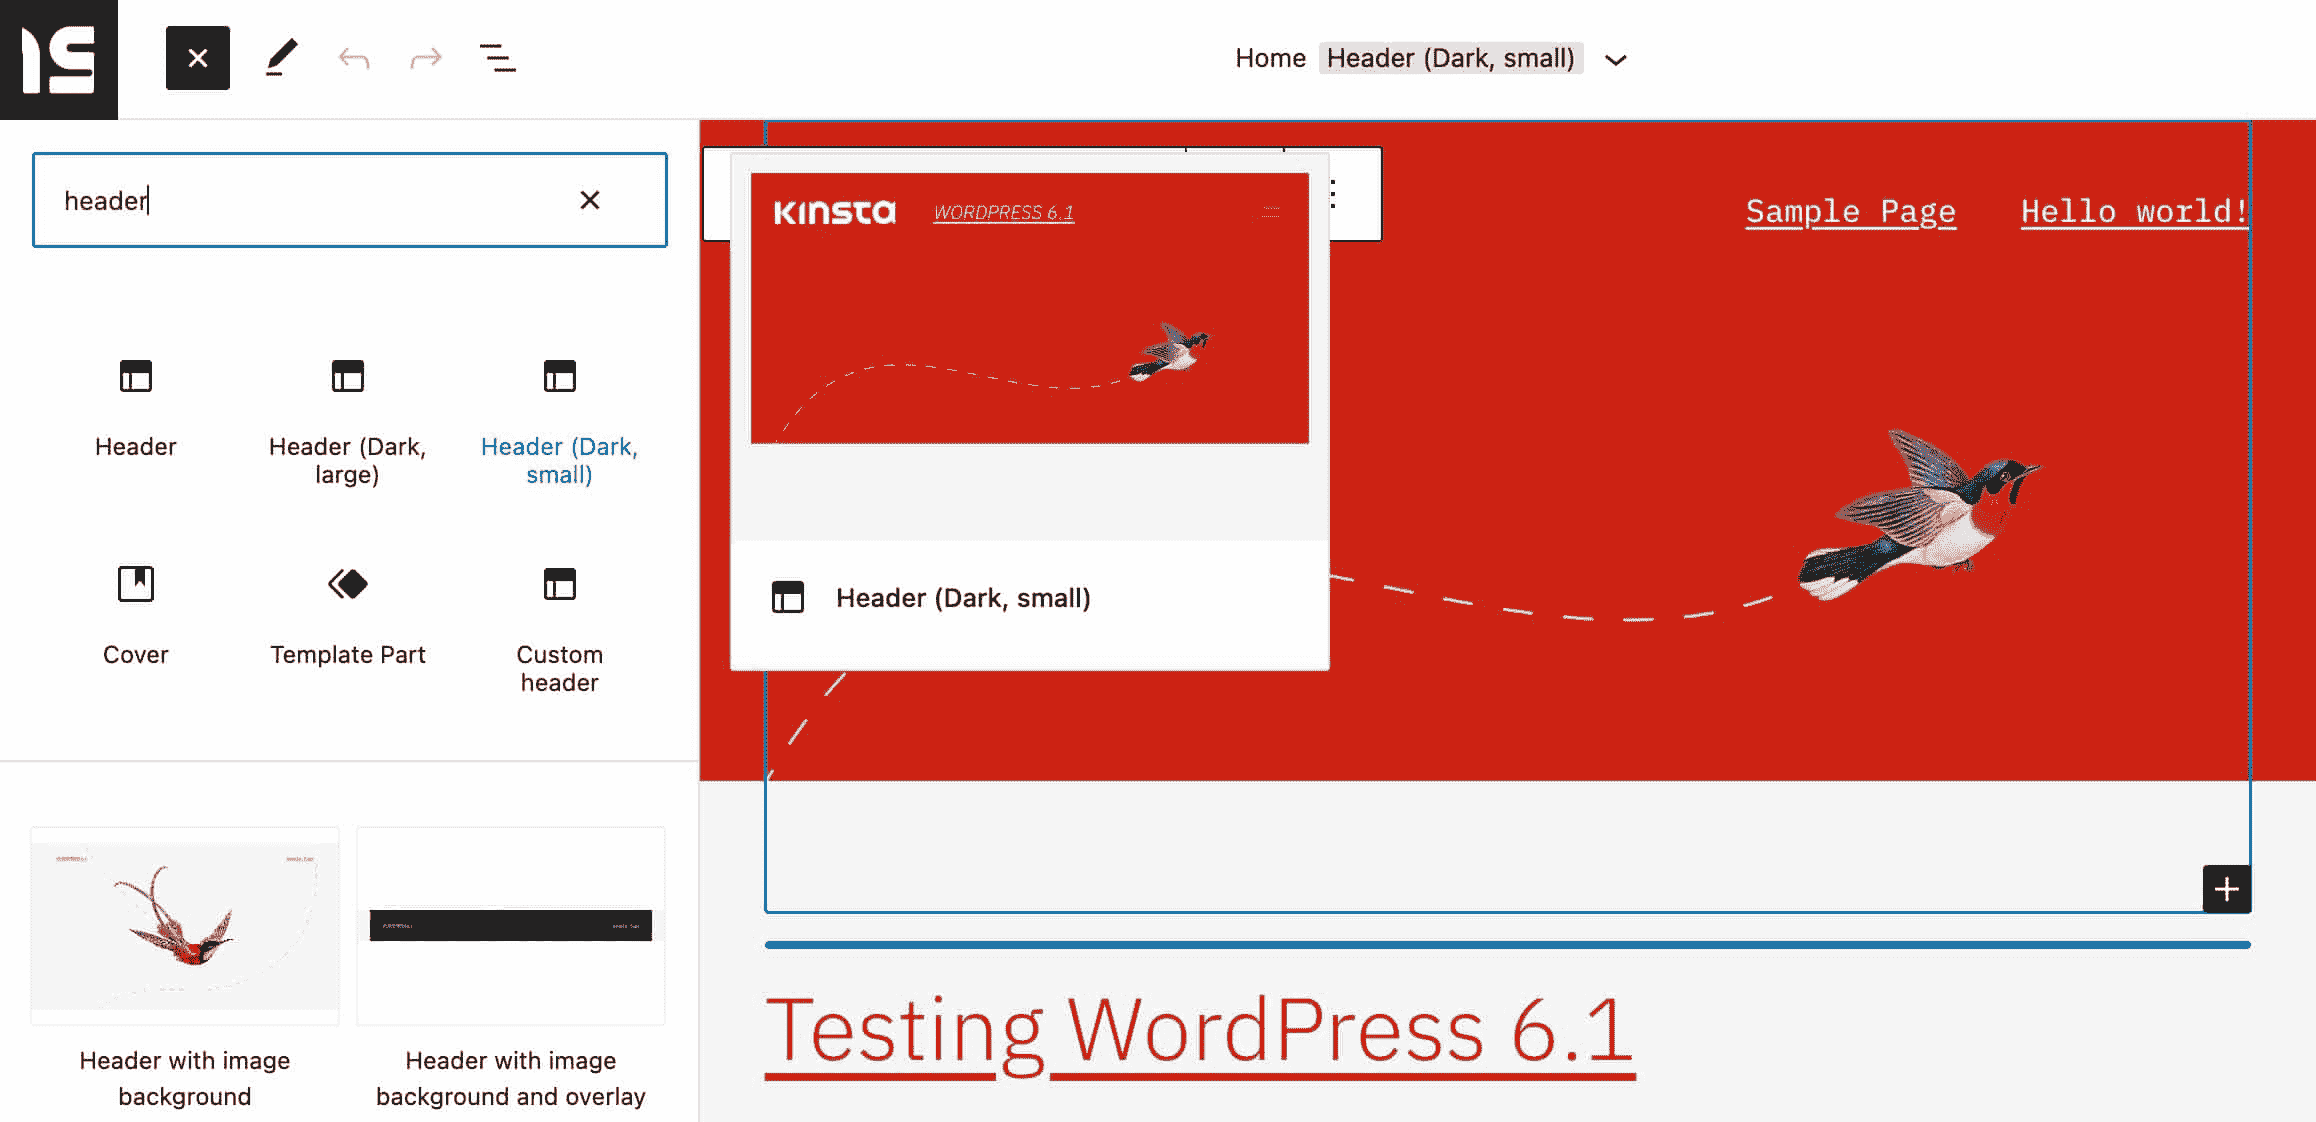 Home Header (Dark, small)
header
Header
Header (Dark,
large)
Header (Dark,
small)
Cover
Template Part
Custom
header
Header with image
background
Header with image
background and overlay
KINSTA WORDPRESS 6.1
Header (Dark, small)
Sample Page Hello world!
Testing WordPress 6.1